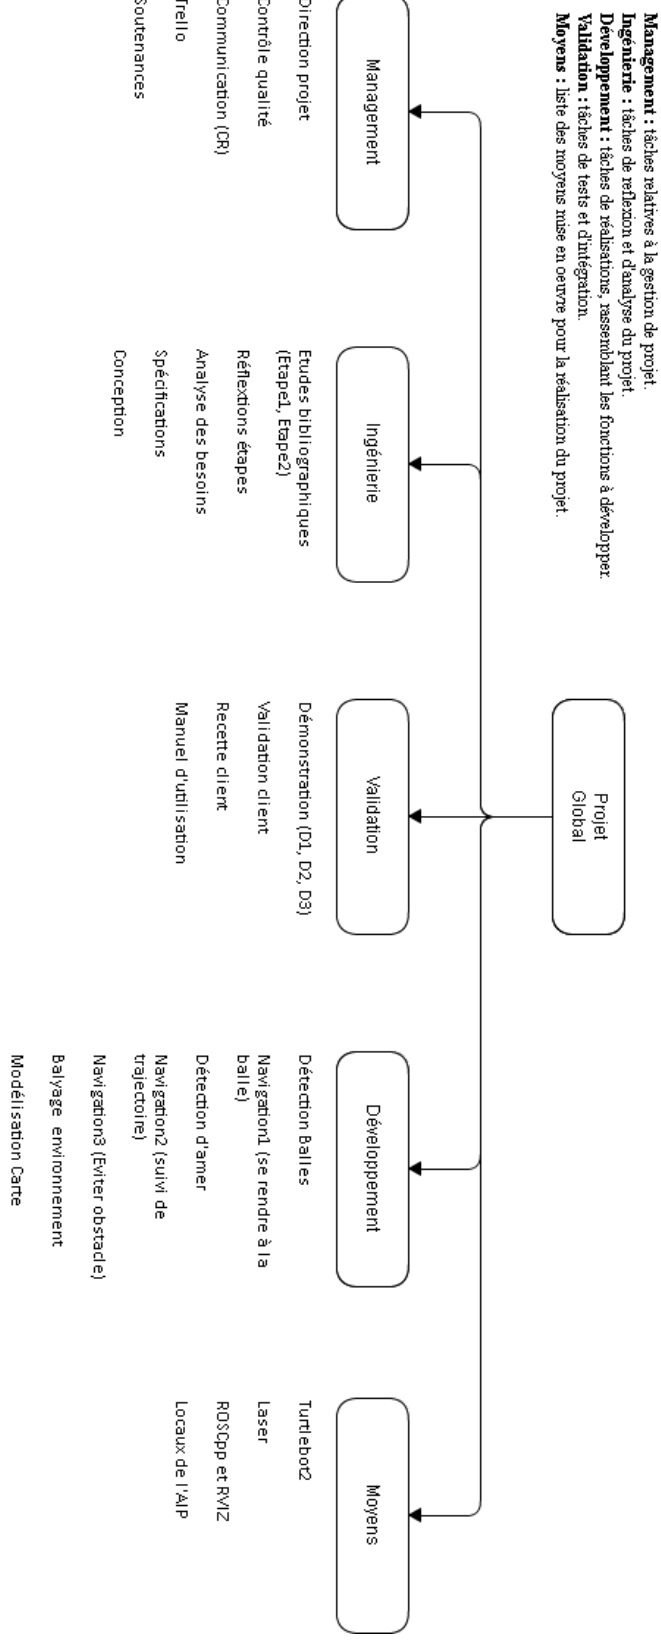 Management : tâches relatives à la gestion de projet.
Ingénierie : tâches de reflexion et d'analyse du projet.
Développement : tâches de réalisations, rassemblant les fonctions à développer.
Validation : tâches de tests et d'intégration.
Moyens : liste des moyens mise en oeuvre pour la réalisation du projet.
Projet
Global
Management
Direction projet
Contrôle qualité
Communication (CR)
Trello
Soutenances
Ingénierie
Etudes bibliographiques
(Etape1, Etape2)
Réflextions étapes
Analyse des besoins
Spécifications
Conception
Validation
Démonstration (D1, D2, D3)
Validation client
Recette client
Manuel d'utilisation
Développement
Détection Balles
Navigation1 (se rendre à la
balle)
Détection d'amer
Navigation2 (suivi de
trajectoire)
Navigation3 (Eviter obstacle)
Balyage environnement
Modélisation Carte
Moyens
Turtlebot2
Laser
ROSCpp et RVIZ
Locaux de l'AIP